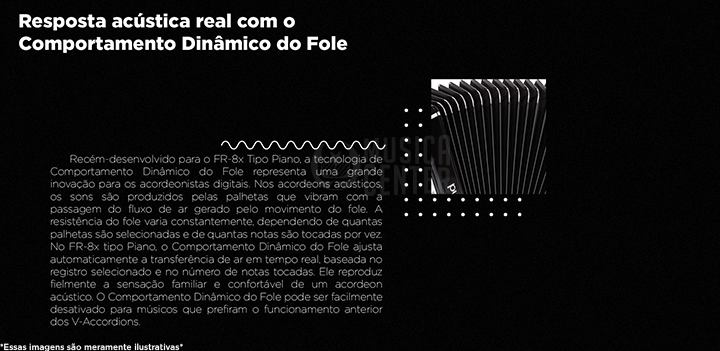 Resposta acústica real com o
Comportamento Dinâmico do Fole
Recém-desenvolvido para o FR-8x Tipo Piano, a tecnologia de
Comportamento Dinâmico do Fole representa uma grande
inovação para os acordeonistas digitais. Nos acordeons acústicos,
os sons são produzidos pelas palhetas que vibram com a
passagem do fluxo de ar gerado pelo movimento do fole. A
resistência do fole varia constantemente, dependendo de quantas
palhetas são selecionadas e de quantas notas são tocadas por vez.
No FR-8x tipo Piano, o Comportamento Dinâmico do Fole ajusta
automaticamente a transferência de ar em tempo real, baseada no
registro selecionado e no número de notas tocadas. Ele reproduz
fielmente a sensação familiar e confortável de um acordeon
acústico. O Comportamento Dinâmico do Fole pode ser facilmente
desativado para músicos que prefiram o funcionamento anterior
dos V-Accordions.
MUSICAL
CENTER
*Essas imagens são meramente ilustrativas*